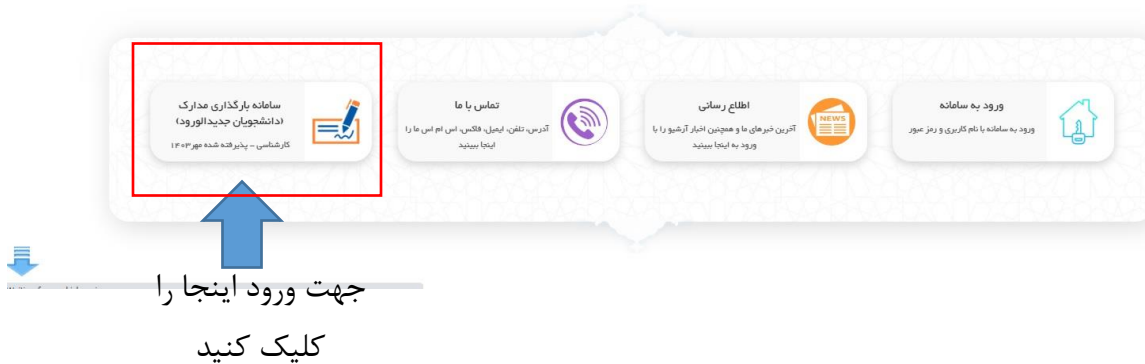 ورود به سامانه
ورود به سامانه با نام کاربری و رمز عبور
NEWS
اطلاع رسانی
آخرین خبرهای ما و همچنین اخبار آرشیو را با
ورود به اینجا ببینید
تماس با ما
آدرس، تلفن، ایمیل، فاکس، اس ام اس ما را
اینجا ببینید
سامانه بارگذاری مدارک
(دانشجویان جدیدالورود)
کارشناسی - پذیرفته شده مهر۱۴۰۳
جهت ورود اینجا را
کلیک کنید